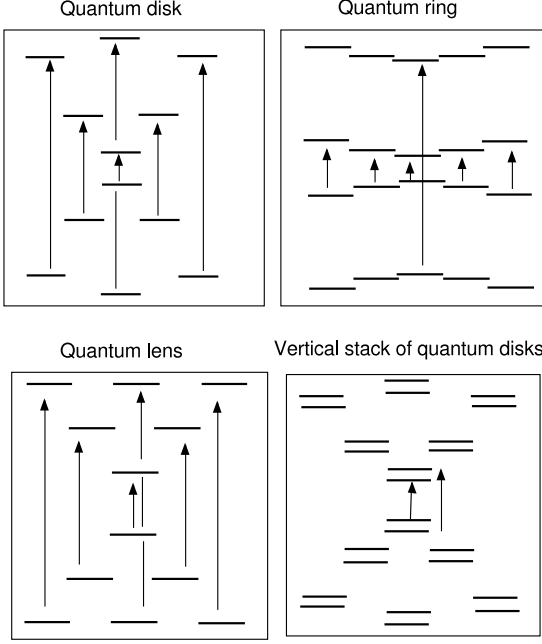 Quantum disk
Quantum ring
Quantum lens
Vertical stack of quantum disks